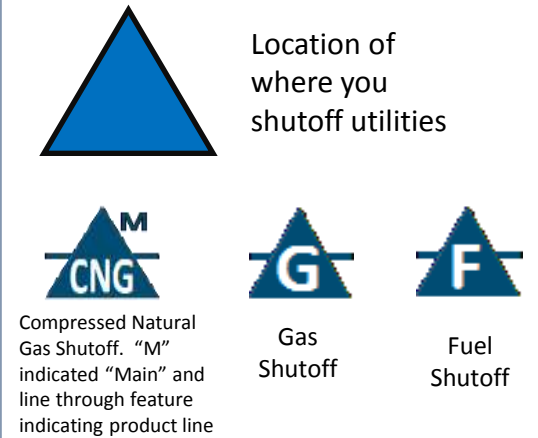 Location of
where you
shutoff utilities
M
CNG
Compressed Natural
Gas Shutoff. “M”
indicated “Main” and
line through feature
indicating product line
G
Gas
Shutoff
F
Fuel
Shutoff